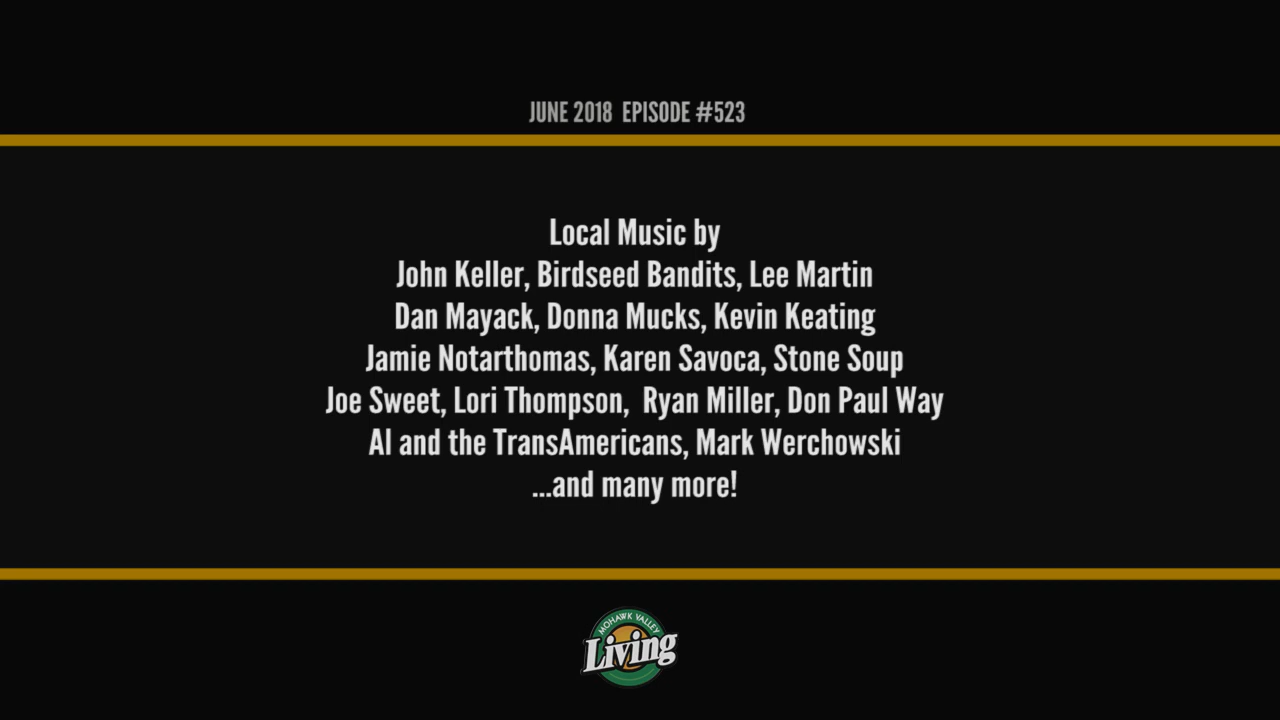 JUNE 2018 EPISODE #523
Local Music by
John Keller, Birdseed Bandits, Lee Martin
Dan Mayack, Donna Mucks, Kevin Keating
Jamie Notarthomas, Karen Savoca, Stone Soup
Joe Sweet, Lori Thompson, Ryan Miller, Don Paul Way
Al and the TransAmericans, Mark Werchowski
...and many more!
MOHAWK VALLEY
Living